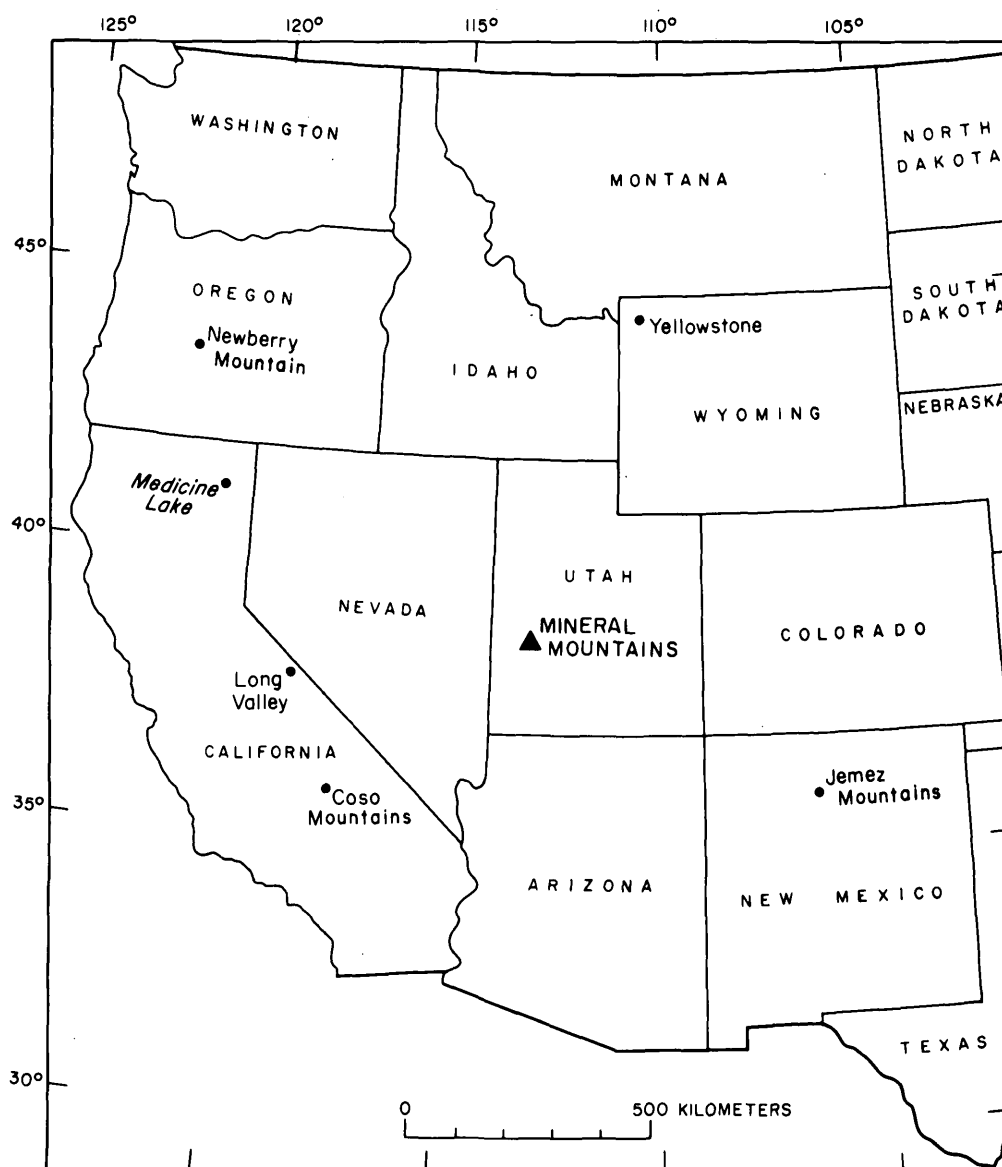 125° 120° 115° 110° 105°
WASHINGTON
MONTANA
NORTH
DAKOTA
45°
OREGON
Newberry
Mountain
IDAHO
Yellowstone
WYOMING
SOUTH
DAKOTA
NEBRASKA
Medicine
Lake
40°
NEVADA
UTAH
MINERAL
MOUNTAINS
COLORADO
Long
Valley
CALIFORNIA
Coso
Mountains
35°
Jemez
Mountains
ARIZONA
NEW MEXICO
TEXAS
30°
0 500 KILOMETERS